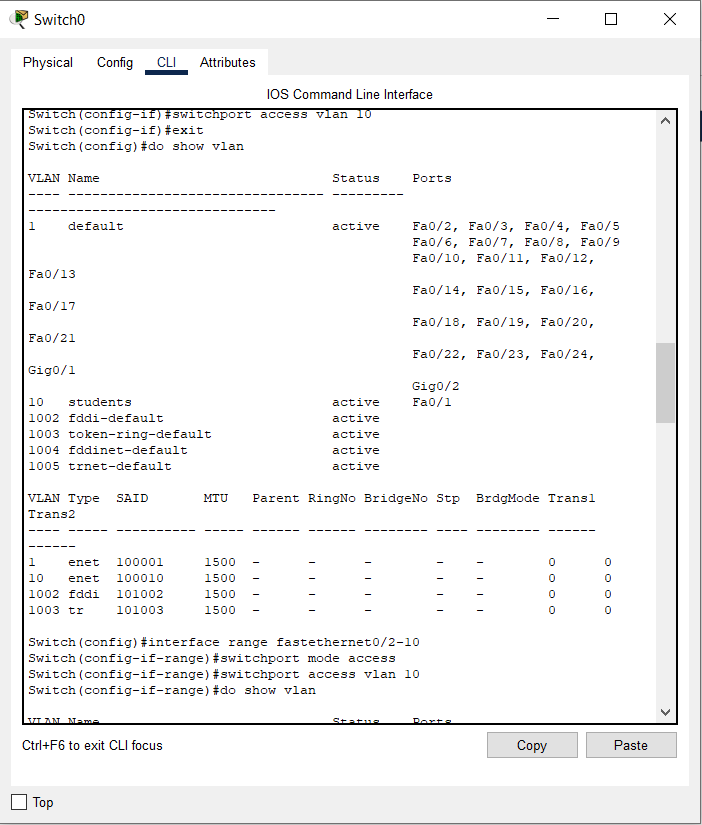 Switch0
Physical Config CLI Attributes
IOS Command Line Interface
Switch(config-if)#switchport access vlan 10
Switch(config-if)#exit
Switch(config)#do show vlan
VLAN Name                             Status    Ports
---- -------------------------------- ---------
-------------------------------
1    default                          active    Fa0/2, Fa0/3, Fa0/4, Fa0/5
                                                Fa0/6, Fa0/7, Fa0/8, Fa0/9
                                                Fa0/10, Fa0/11, Fa0/12,
Fa0/13
                                                Fa0/14, Fa0/15, Fa0/16,
Fa0/17
                                                Fa0/18, Fa0/19, Fa0/20,
Fa0/21
                                                Fa0/22, Fa0/23, Fa0/24,
Gig0/1
                                                Gig0/2
10   students                         active    Fa0/1
1002 fddi-default                     active
1003 token-ring-default               active
1004 fddinet-default                  active
1005 trnet-default                    active
VLAN Type  SAID       MTU   Parent RingNo BridgeNo Stp  BrdgMode Trans1
Trans2
---- ----- ---------- ----- ------ ------ -------- ---- -------- ------
------
1    enet  100001     1500  -      -      -        -    -        0      0
10   enet  100010     1500  -      -      -        -    -        0      0
1002 fddi  101002     1500  -      -      -        -    -        0      0
1003 tr    101003     1500  -      -      -        -    -        0      0
Switch(config)#interface range fastethernet0/2-10
Switch(config-if-range)#switchport mode access
Switch(config-if-range)#switchport access vlan 10
Switch(config-if-range)#do show vlan
VLAN Name                             Status    Ports
Ctrl+F6 to exit CLI focus
Copy
Paste
Top